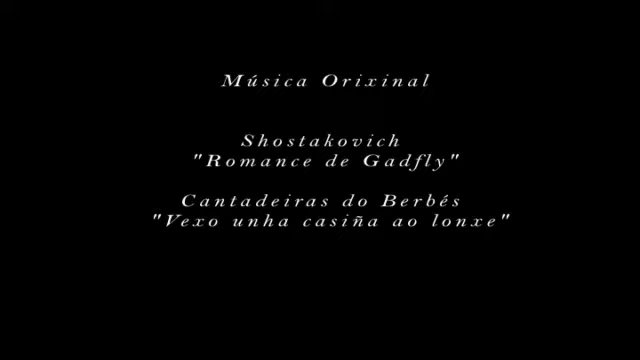 Música Orixinal
Shostakovich
"Romance de Gadfly"
Cantadeiras do Berbés
"Vexo unha casiña ao lonxe"